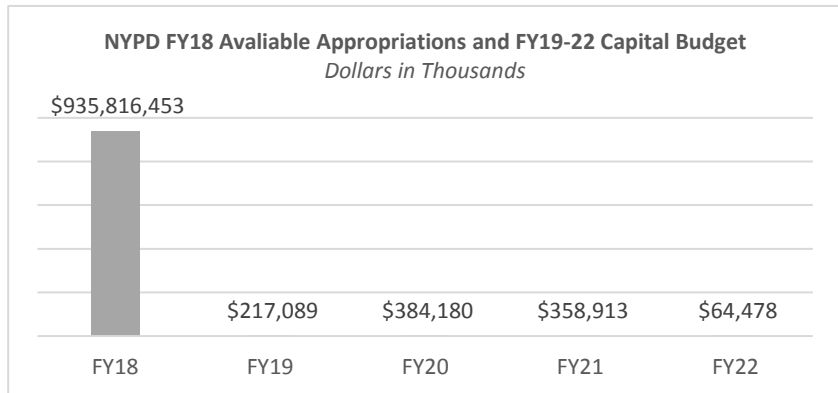 NYPD FY18 Avaliable Appropriations and FY19-22 Capital Budget
Dollars in Thousands
$935,816,453
$217,089 $384,180 $358,913 $64,478
FY18 FY19 FY20 FY21 FY22